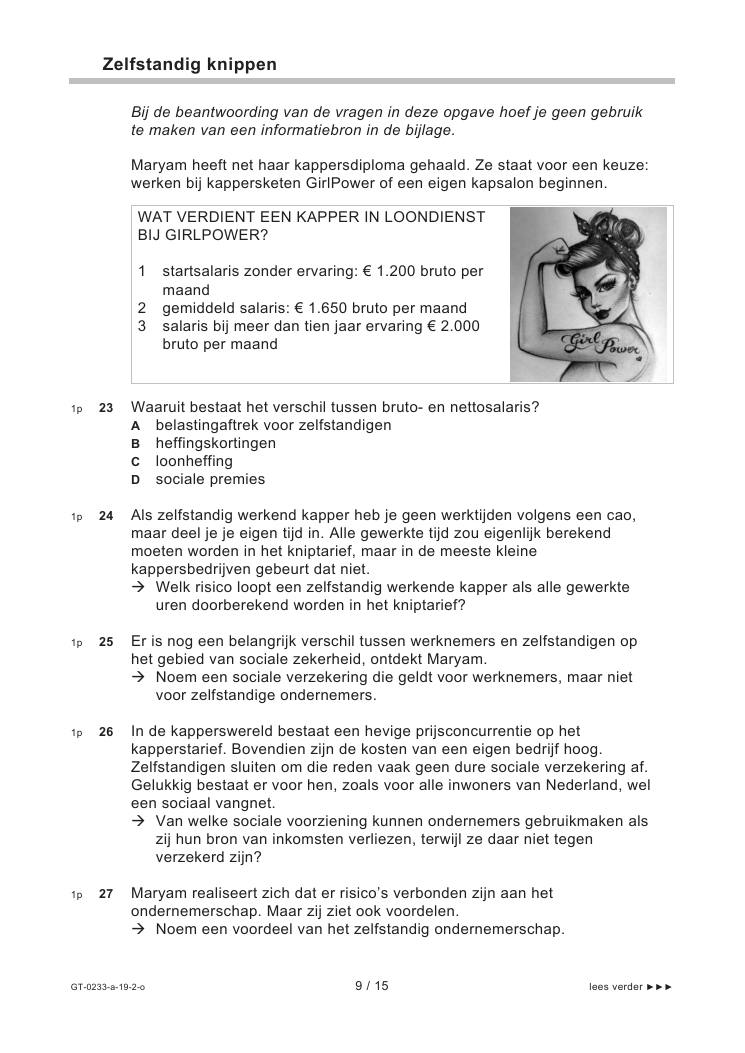 Zelfstandig knippen
Bij de beantwoording van de vragen in deze opgave hoef je geen gebruik
te maken van een informatiebron in de bijlage.
Maryam heeft net haar kappersdiploma gehaald. Ze staat voor een keuze:
werken bij kappersketen GirlPower of een eigen kapsalon beginnen.
WAT VERDIENT EEN KAPPER IN LOONDIENST
BIJ GIRLPOWER?
1 startsalaris zonder ervaring: € 1.200 bruto per
maand
2 gemiddeld salaris: € 1.650 bruto per maand
3 salaris bij meer dan tien jaar ervaring € 2.000
bruto per maand
Girl Power
1p 23 Waaruit bestaat het verschil tussen bruto- en nettosalaris?
A belastingaftrek voor zelfstandigen
B heffingskortingen
C loonheffing
D sociale premies
1p 24 Als zelfstandig werkend kapper heb je geen werktijden volgens een cao,
maar deel je je eigen tijd in. Alle gewerkte tijd zou eigenlijk berekend
moeten worden in het kniptarief, maar in de meeste kleine
kappersbedrijven gebeurt dat niet.
→ Welk risico loopt een zelfstandig werkende kapper als alle gewerkte
uren doorberekend worden in het kniptarief?
1p 25 Er is nog een belangrijk verschil tussen werknemers en zelfstandigen op
het gebied van sociale zekerheid, ontdekt Maryam.
→ Noem een sociale verzekering die geldt voor werknemers, maar niet
voor zelfstandige ondernemers.
1p 26 In de kapperswereld bestaat een hevige prijsconcurrentie op het
kapperstarief. Bovendien zijn de kosten van een eigen bedrijf hoog.
Zelfstandigen sluiten om die reden vaak geen dure sociale verzekering af.
Gelukkig bestaat er voor hen, zoals voor alle inwoners van Nederland, wel
een sociaal vangnet.
→ Van welke sociale voorziening kunnen ondernemers gebruikmaken als
zij hun bron van inkomsten verliezen, terwijl ze daar niet tegen
verzekerd zijn?
1p 27 Maryam realiseert zich dat er risico’s verbonden zijn aan het
ondernemerschap. Maar zij ziet ook voordelen.
→ Noem een voordeel van het zelfstandig ondernemerschap.
GT-0233-a-19-2-o 9 / 15 lees verder ►►►